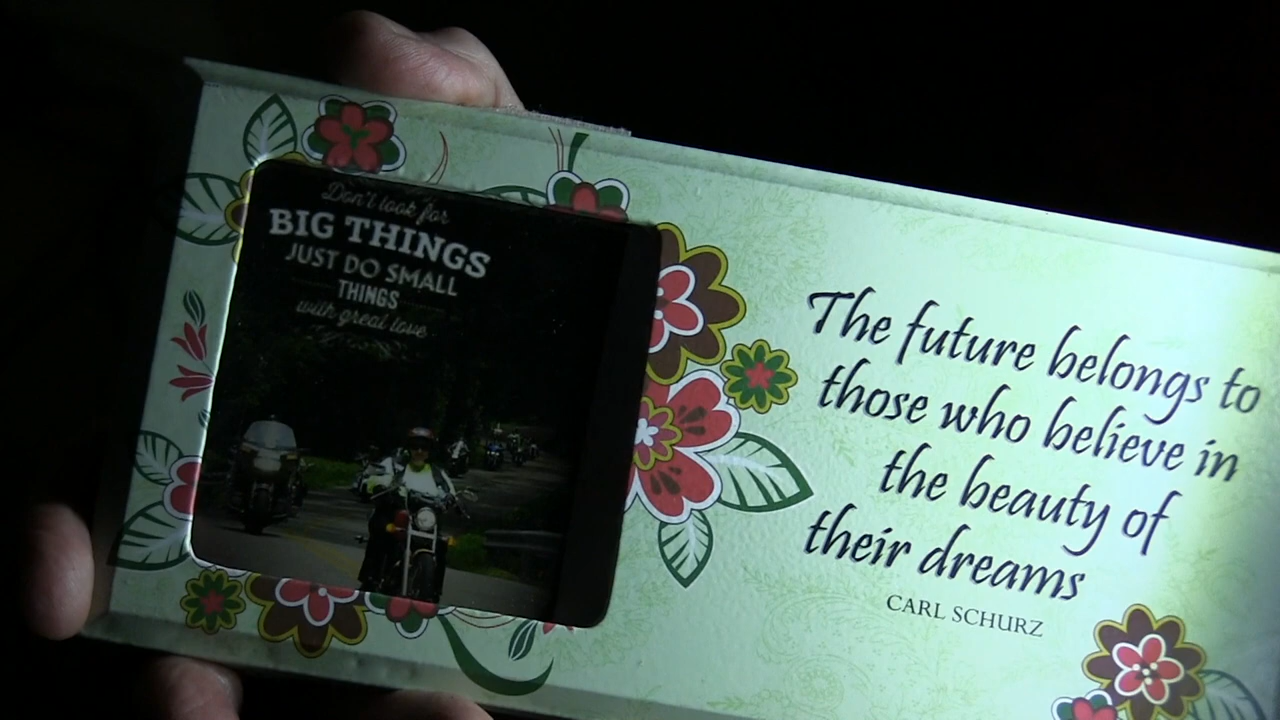 Don't look for
BIG THINGS
JUST DO SMALL
THINGS
with great love
The future belongs to
those who believe in
the beauty of
their dreams
CARL SCHURZ